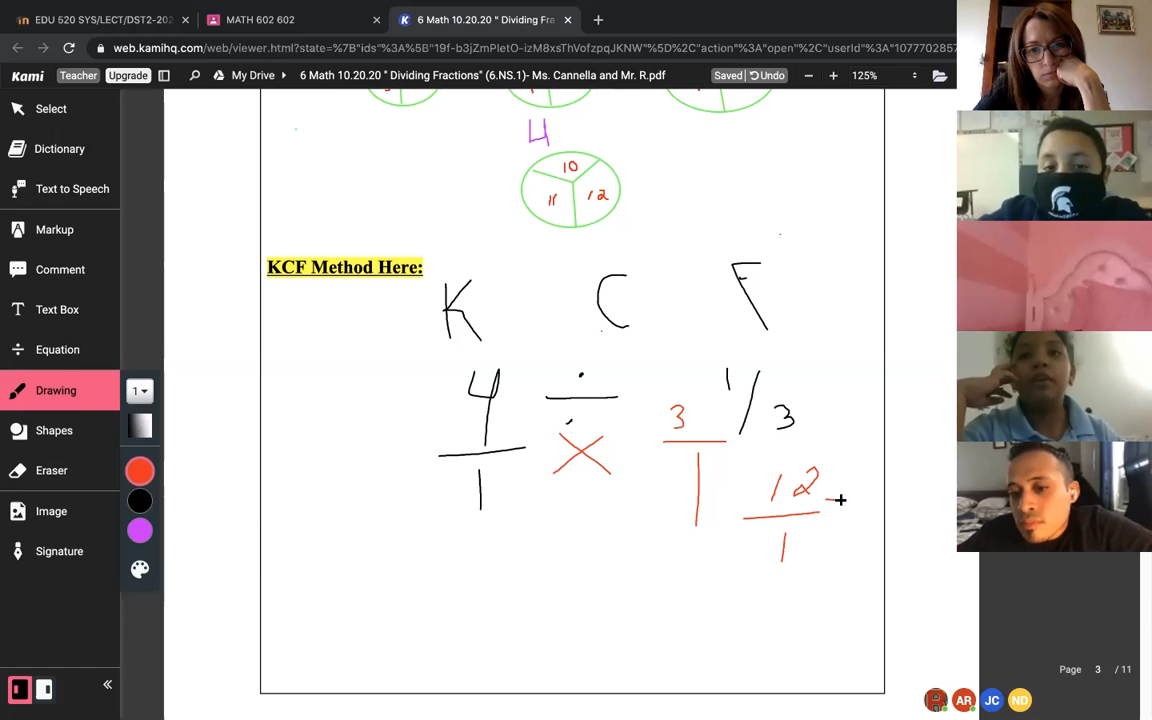 EDU 520 SYS/LECT/DST2-202
MATH 602 602
6 Math 10.20.20 " Dividing Fra
web.kamihq.com/web/viewer.html?state=%7B"ids"%3A%5B"19f-b3jZmPIetO-izM8xsThVofzpqJKNW"%5D%2C"action"%3A"open"%2C"userId"%3A"1077702857
Kami Teacher Upgrade My Drive 6 Math 10.20.20 " Dividing Fractions" (6.NS.1)- Ms. Cannella and Mr. R.pdf Saved Undo 125%
Select
Dictionary
Text to Speech
Markup
Comment
Text Box
Equation
Drawing
1
Shapes
Eraser
Image
Signature
4
10
11 12
KCF Method Here:
K C F
4 ÷ 1/3
1 × 3
1
12
1
Page 3 / 11
AR JC ND